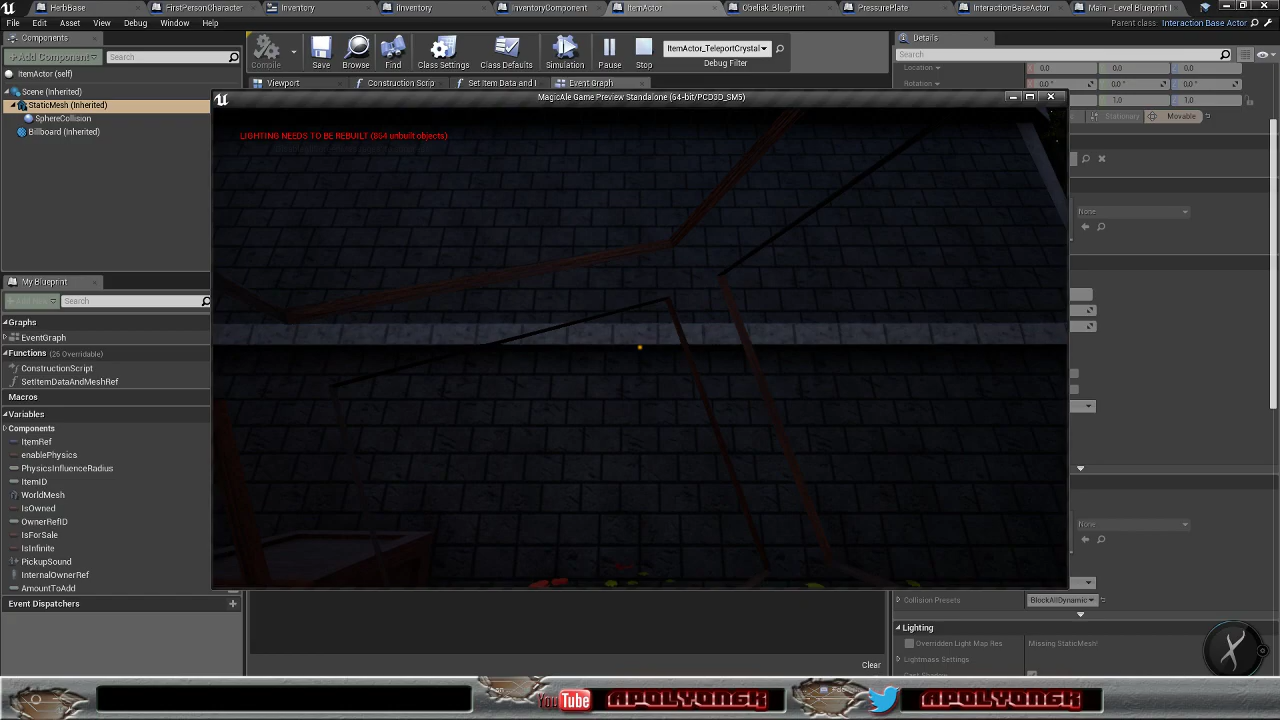 HerbBase
FirstPersonCharacter
Inventory
IInventory
InventoryComponent
ItemActor
Obelisk_Blueprint
PressurePlate
InteractionBaseActor
Main - Level Blueprint
File
Edit
Asset
View
Debug
Window
Help
Parent class: Interaction Base Actor
Components
+Add Component
Search
ItemActor (self)
Scene (Inherited)
StaticMesh (Inherited)
SphereCollision
Billboard (Inherited)
Compile
Save
Browse
Find
Class Settings
Class Defaults
Simulation
Pause
Stop
ItemActor_TeleportCrystal
Debug Filter
Viewport
Construction Scrip
Set Item Data and I
Event Graph
MagicAle Game Preview Standalone (64-bit/PCD3D_SM5)
LIGHTING NEEDS TO BE REBUILT (864 unbuilt objects)
Details
Search
Location
0.0
0.0
0.0
Rotation
0.0 °
0.0 °
0.0 °
1.0
1.0
Stationary
Movable
None
None
Collision Presets
BlockAllDynamic
Lighting
Overridden Light Map Res
Missing StaticMesh!
Lightmass Settings
My Blueprint
Search
Graphs
EventGraph
Functions (26 Overridable)
ConstructionScript
SetItemDataAndMeshRef
Macros
Variables
Components
ItemRef
enablePhysics
PhysicsInfluenceRadius
ItemID
WorldMesh
IsOwned
OwnerRefID
IsForSale
IsInfinite
PickupSound
InternalOwnerRef
AmountToAdd
Event Dispatchers
Clear
YouTube
APOLYONGK
APOLYONGK